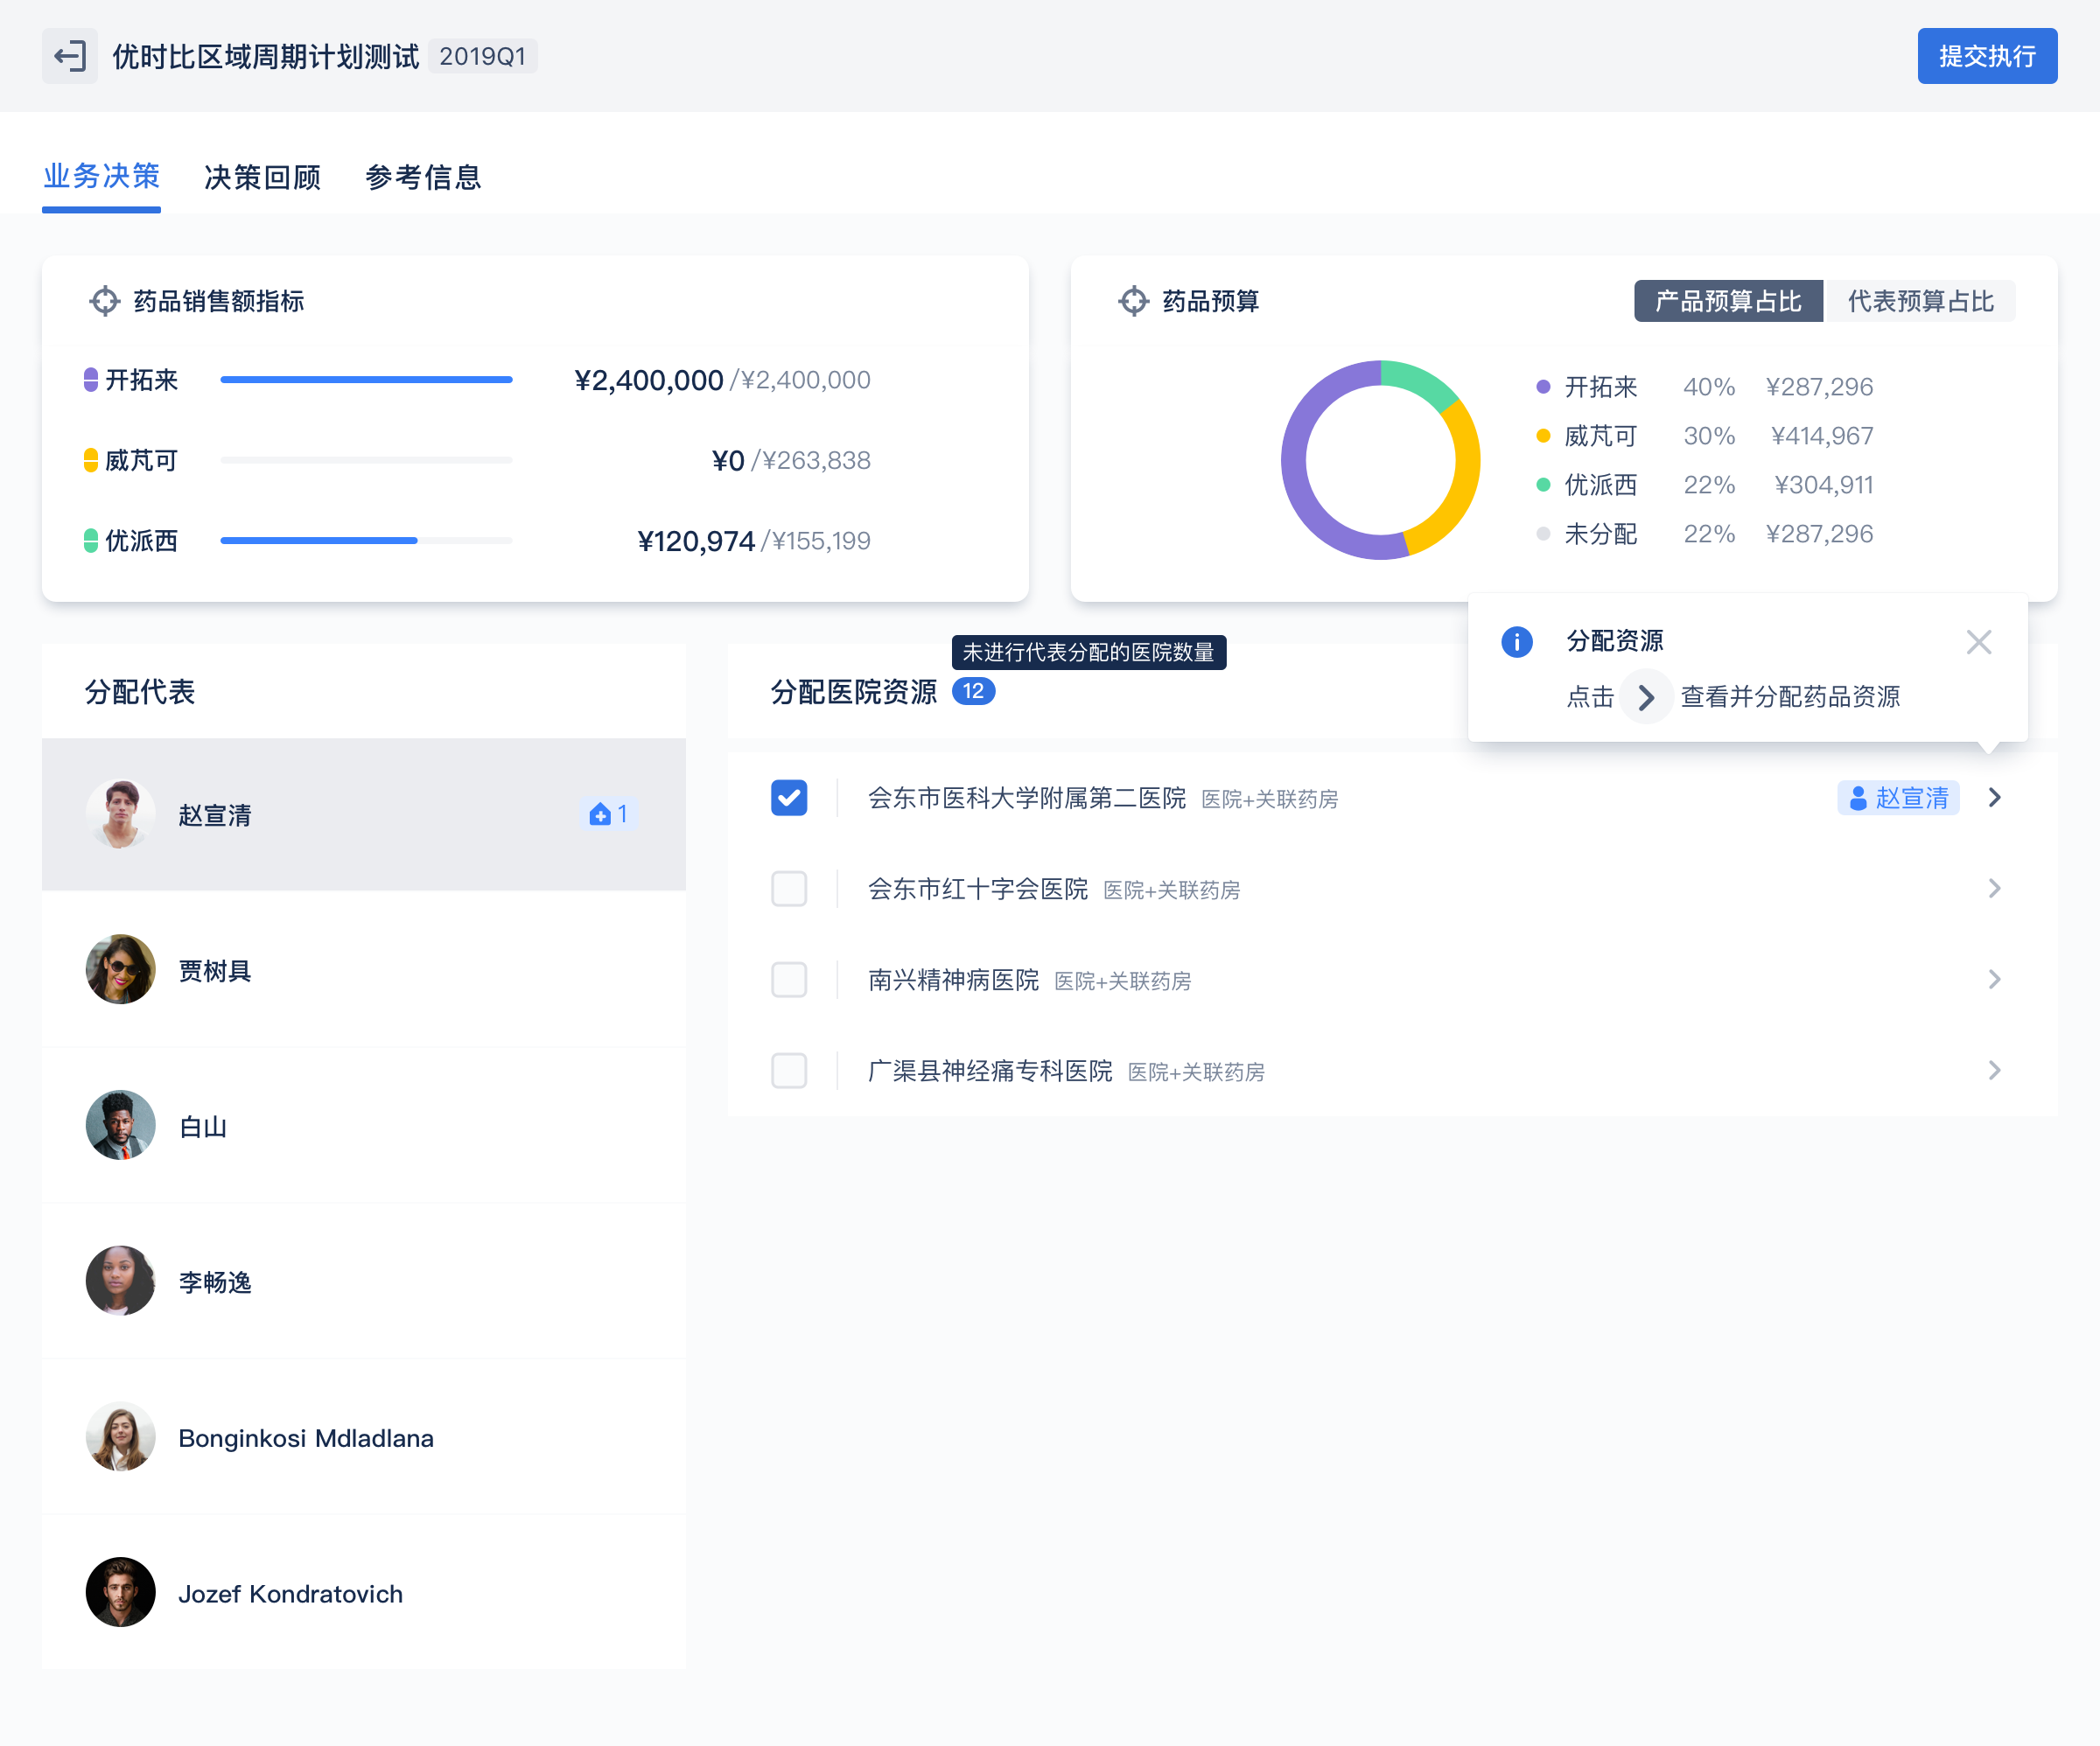 优时比区域周期计划测试 2019Q1 提交执行
业务决策 决策回顾 参考信息
药品销售额指标
开拓来 ¥2,400,000 /¥2,400,000
威芃可 ¥0 /¥263,838
优派西 ¥120,974 /¥155,199
药品预算 产品预算占比 代表预算占比
开拓来 40% ¥287,296
威芃可 30% ¥414,967
优派西 22% ¥304,911
未分配 22% ¥287,296
分配资源
点击 查看并分配药品资源
未进行代表分配的医院数量
分配代表
赵宣清 1
贾树具
白山
李畅逸
Bonginkosi Mdladlana
Jozef Kondratovich
分配医院资源 12
会东市医科大学附属第二医院 医院+关联药房 赵宣清
会东市红十字会医院 医院+关联药房
南兴精神病医院 医院+关联药房
广渠县神经痛专科医院 医院+关联药房